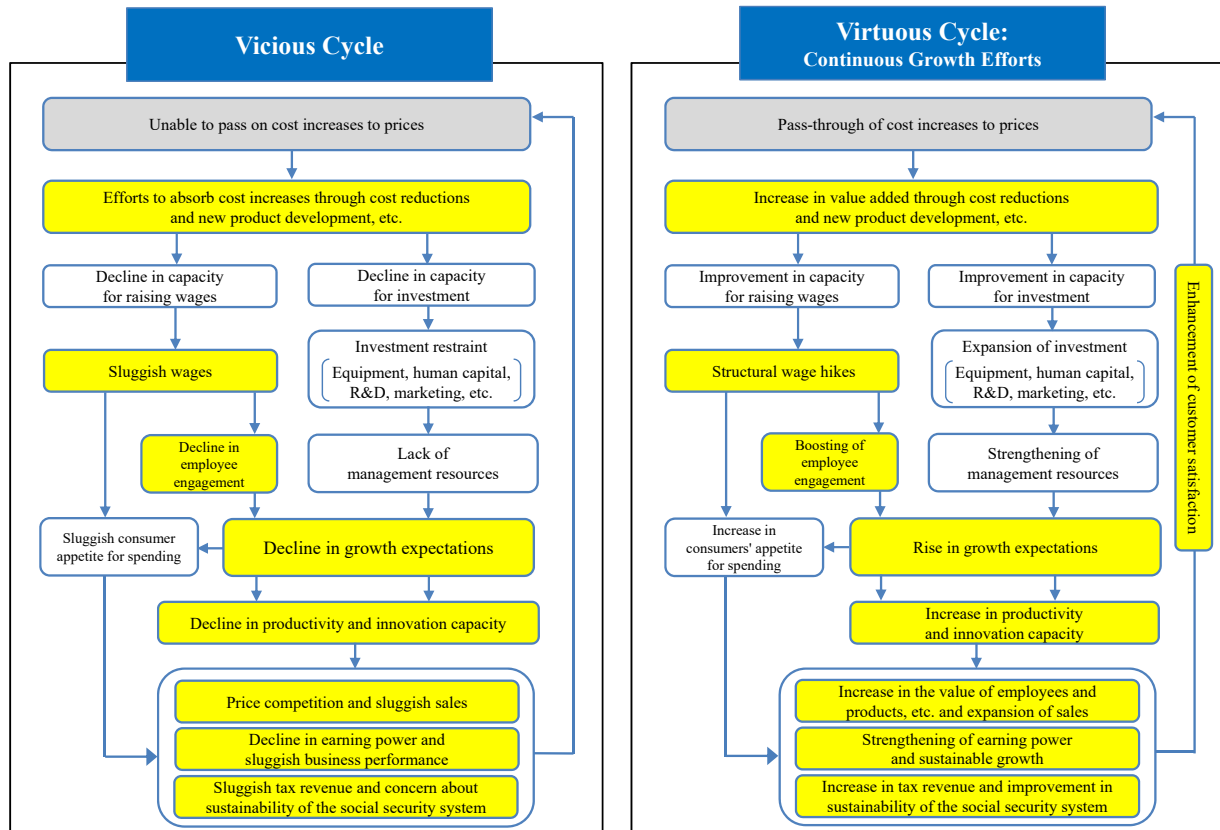 Vicious Cycle
Unable to pass on cost increases to prices
Efforts to absorb cost increases through cost reductions
and new product development, etc.
Decline in capacity
for raising wages
Decline in capacity
for investment
Sluggish wages
Investment restraint
Equipment, human capital,
R&D, marketing, etc.
Decline in
employee
engagement
Lack of
management resources
Sluggish consumer
appetite for spending
Decline in growth expectations
Decline in productivity and innovation capacity
Price competition and sluggish sales
Decline in earning power and
sluggish business performance
Sluggish tax revenue and concern about
sustainability of the social security system
Virtuous Cycle:
Continuous Growth Efforts
Pass-through of cost increases to prices
Increase in value added through cost reductions
and new product development, etc.
Improvement in capacity
for raising wages
Improvement in capacity
for investment
Structural wage hikes
Expansion of investment
Equipment, human capital,
R&D, marketing, etc.
Boosting of
employee
engagement
Strengthening of
management resources
Increase in
consumers' appetite
for spending
Rise in growth expectations
Increase in productivity
and innovation capacity
Increase in the value of employees and
products, etc. and expansion of sales
Strengthening of earning power
and sustainable growth
Increase in tax revenue and improvement in
sustainability of the social security system
Enhancement of customer satisfaction